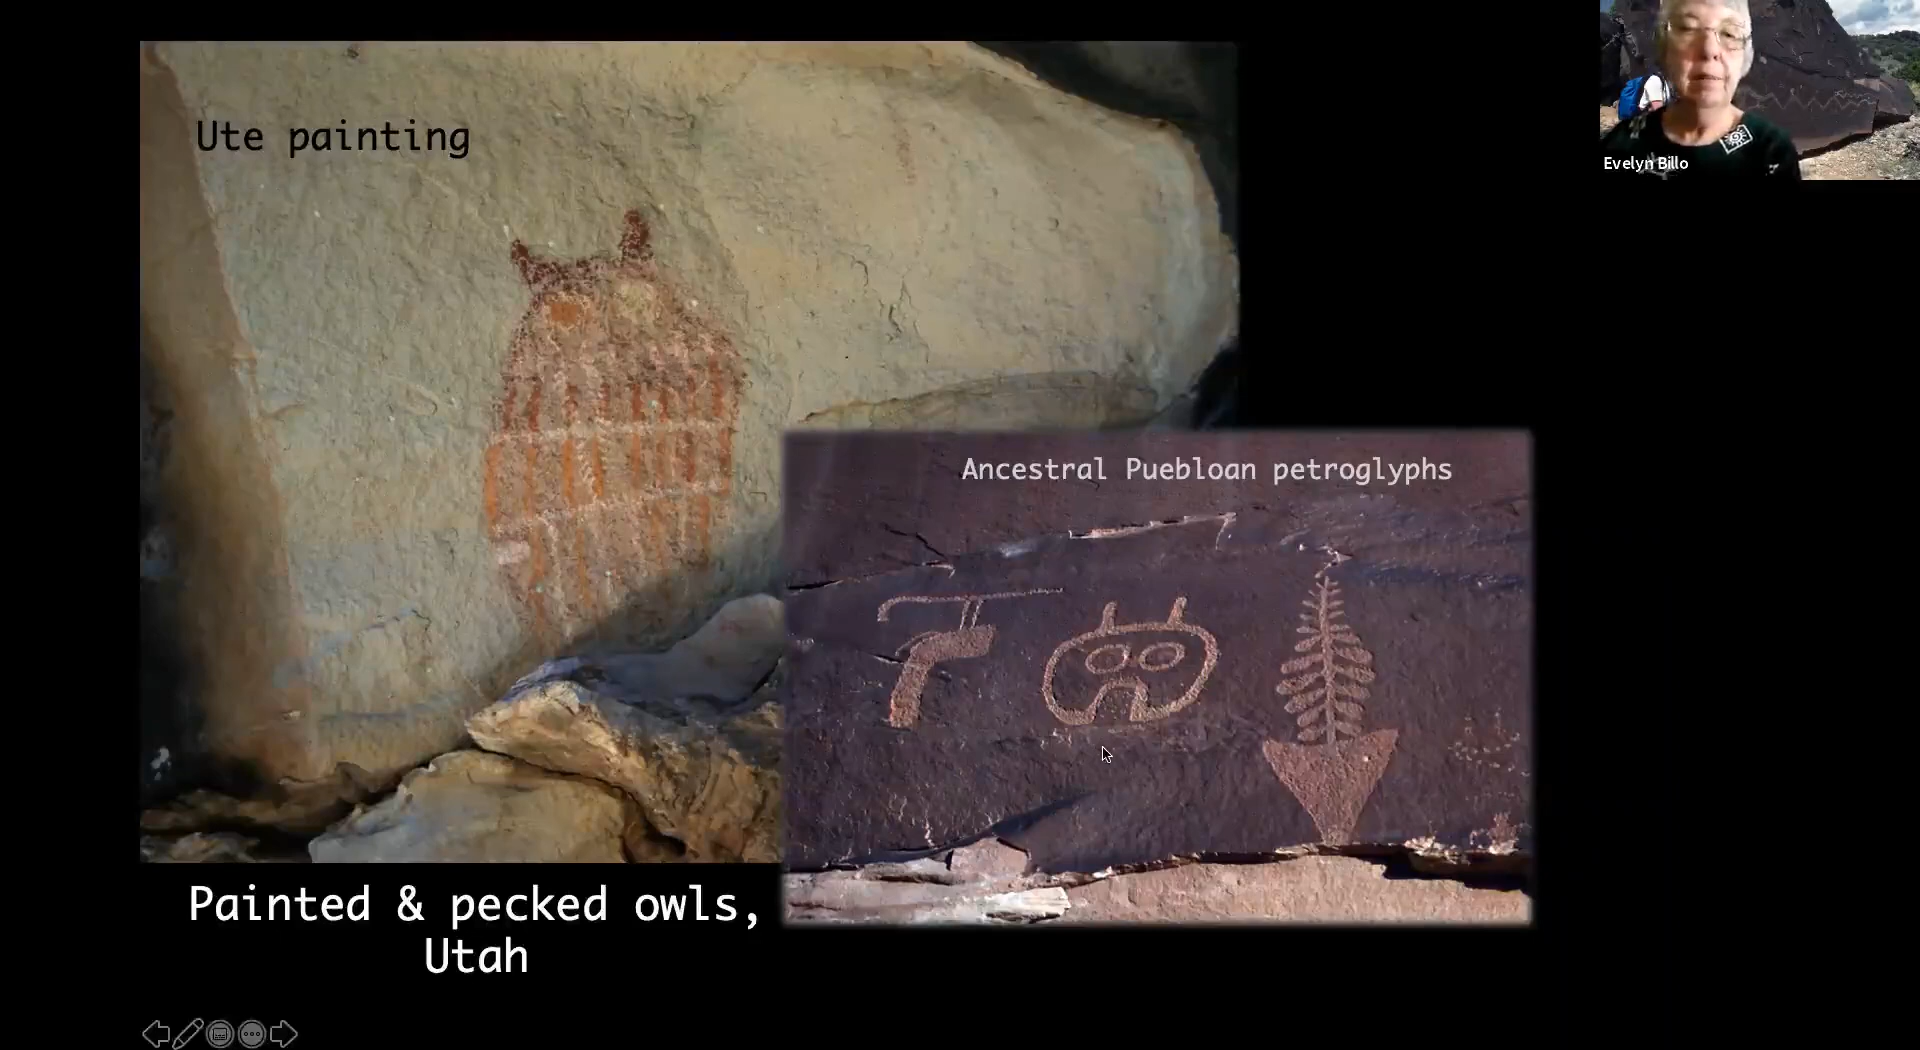 Ute painting
Evelyn Billo
Ancestral Puebloan petroglyphs
Painted & pecked owls,
Utah